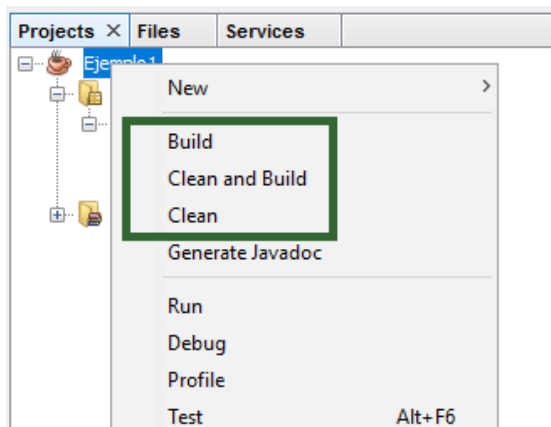 Projects × Files Services
Ejemplo1
New >
Build
Clean and Build
Clean
Generate Javadoc
Run
Debug
Profile
Test Alt+F6